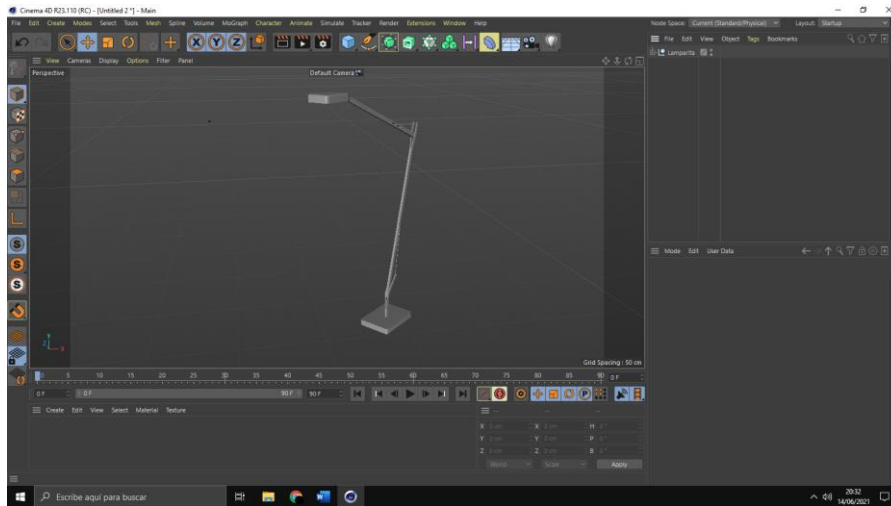 Cinema 4D R23.110 (RC) - [Untitled 2 *] - Main
File Edit Create Modes Select Tools Mesh Spline Volume MoGraph Character Animate Simulate Tracker Render Extensions Window Help
Node Space: Current (Standard/Physical) Layout: Startup
X Y Z
File Edit View Object Tags Bookmarks
View Cameras Display Options Filter Panel
Lamparita
Perspective
Default Camera
Mode Edit User Data
Y
Z X
Grid Spacing : 50 cm
0 5 10 15 20 25 30 35 40 45 50 55 60 65 70 75 80 85 90 0 F
0 F 0 F 90 F 90 F
Create Edit View Select Material Texture
-- -- --
X 0 cm X 0 cm H 0 °
Y 0 cm Y 0 cm P 0 °
Z 0 cm Z 0 cm B 0 °
World Scale Apply
Escribe aquí para buscar
20:32
14/06/2021